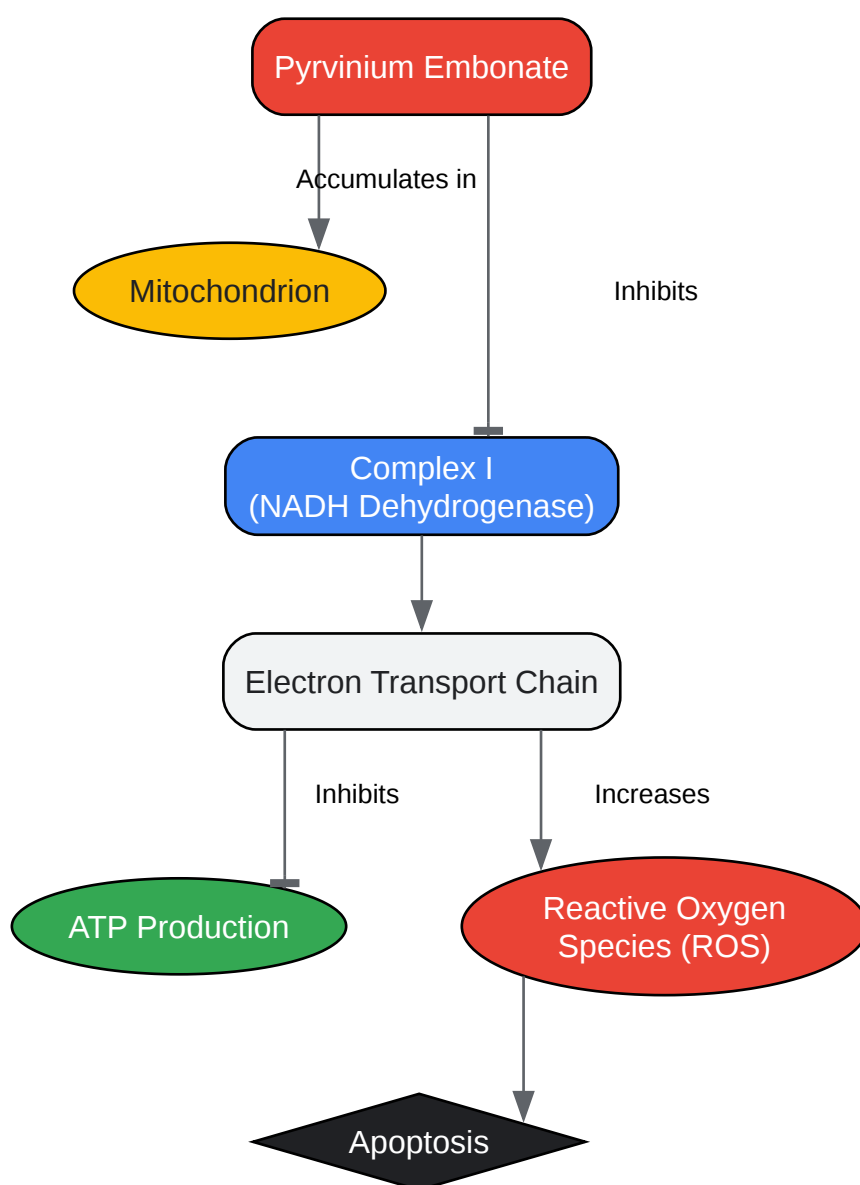 Pyrvinium Embonate
Accumulates in
Mitochondrion
Inhibits
Complex I
(NADH Dehydrogenase)
Electron Transport Chain
Inhibits
Increases
ATP Production
Reactive Oxygen
Species (ROS)
Apoptosis